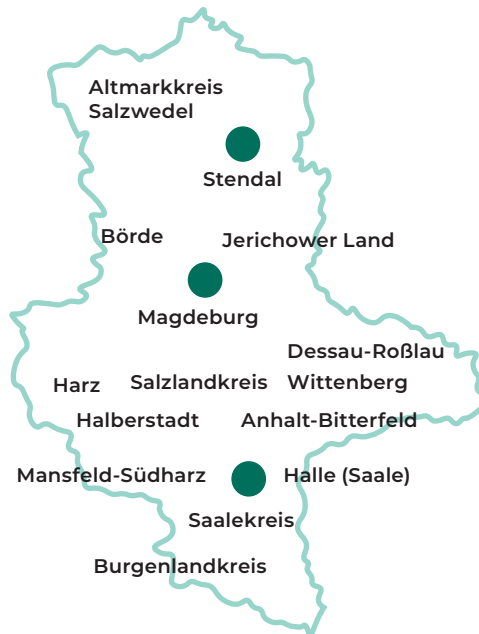 Altmarkkreis
Salzwedel
Stendal
Börde
Jerichower Land
Magdeburg
Dessau-Roßlau
Harz
Salzlandkreis
Wittenberg
Halberstadt
Anhalt-Bitterfeld
Mansfeld-Südharz
Halle (Saale)
Saalekreis
Burgenlandkreis